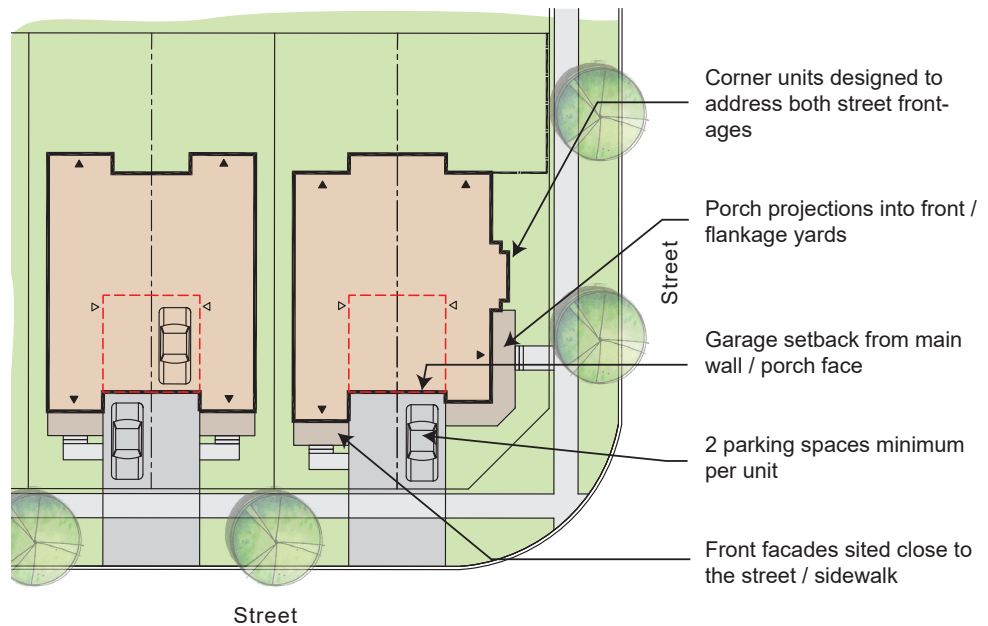 Corner units designed to
address both street front-
ages
Porch projections into front /
flankage yards
Street
Garage setback from main
wall / porch face
2 parking spaces minimum
per unit
Front facades sited close to
the street / sidewalk
Street